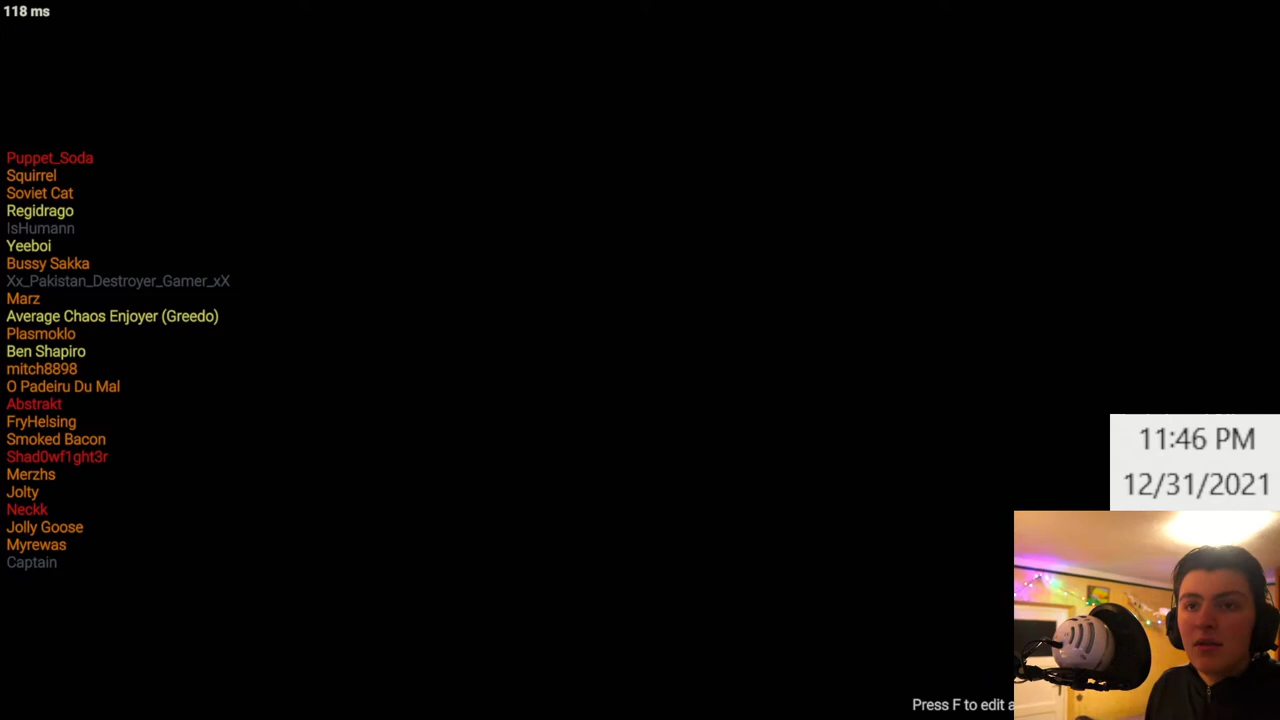 118 ms
Puppet_Soda
Squirrel
Soviet Cat
Regidrago
IsHumann
Yeeboi
Bussy Sakka
Xx_Pakistan_Destroyer_Gamer_xX
Marz
Average Chaos Enjoyer (Greedo)
Plasmoklo
Ben Shapiro
mitch8898
O Padeiru Du Mal
Abstrakt
FryHelsing
Smoked Bacon
Shad0wf1ght3r
Merzhs
Jolty
Neckk
Jolly Goose
Myrewas
Captain
11:46 PM
12/31/2021
Press F to edit a